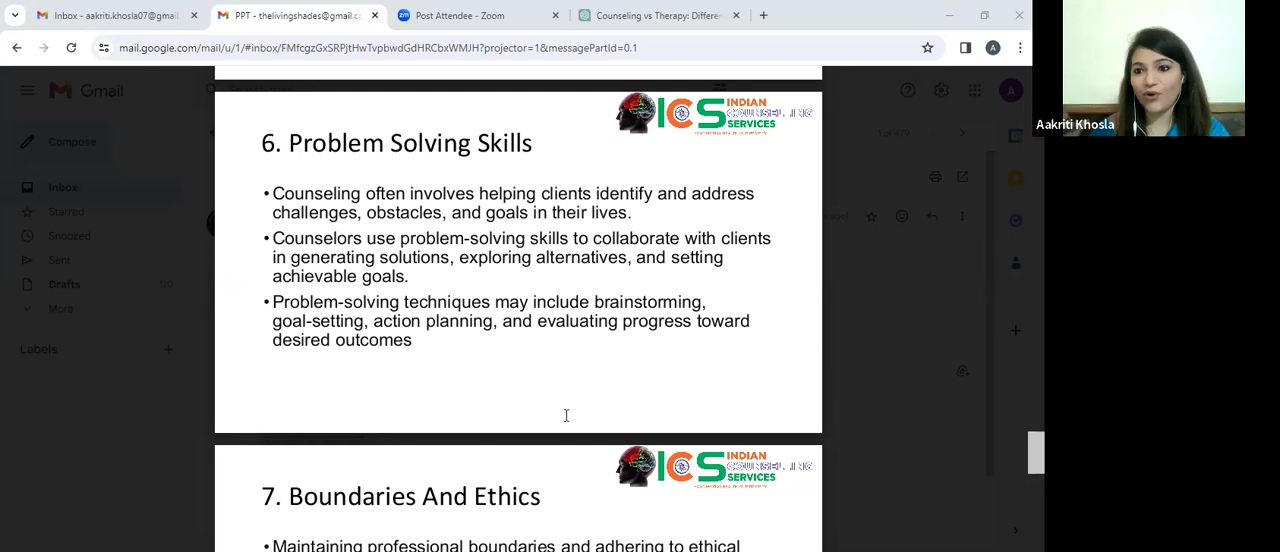 Inbox - aakriti.khosla07@gmail
PPT - thelivingshades@gmail.c
Post Attendee - Zoom
Counseling vs Therapy: Differen
mail.google.com/mail/u/1/#inbox/FMfcgzGxSRPjtHwTvpbwdGdHRCbxWMJH?projector=1&messagePartId=0.1
A
Gmail
A
Compose
Inbox
Starred
Snoozed
Sent
Drafts 120
More
Labels
1 of 479
INDIAN
ICS COUNSELLING
SERVICES
6. Problem Solving Skills
• Counseling often involves helping clients identify and address
challenges, obstacles, and goals in their lives.
• Counselors use problem-solving skills to collaborate with clients
in generating solutions, exploring alternatives, and setting
achievable goals.
• Problem-solving techniques may include brainstorming,
goal-setting, action planning, and evaluating progress toward
desired outcomes
INDIAN
ICS COUNSELLING
SERVICES
7. Boundaries And Ethics
• Maintaining professional boundaries and adhering to ethical
Aakriti Khosla